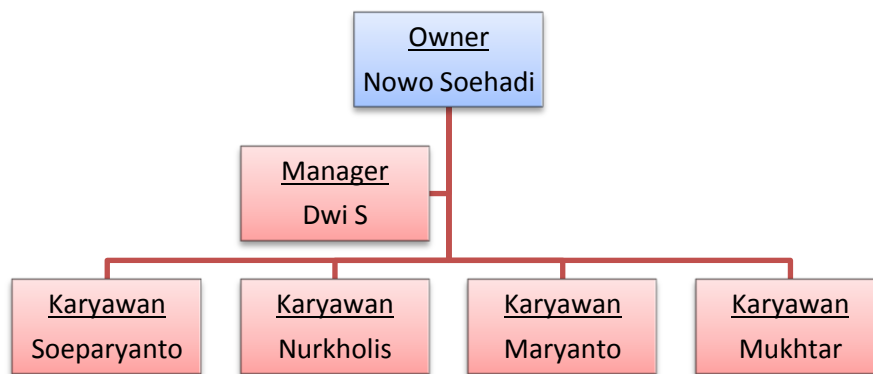 Owner
Nowo Soehadi
Manager
Dwi S
Karyawan
Soeparyanto
Karyawan
Nurkholis
Karyawan
Maryanto
Karyawan
Mukhtar